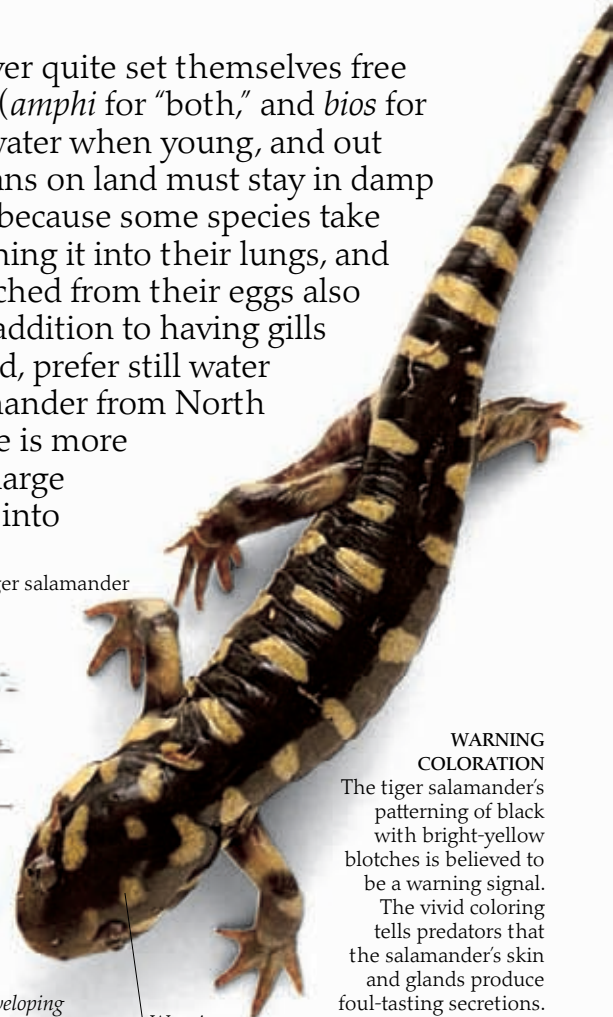 ver quite set themselves free
(amphi for “both,” and bios for
water when young, and out
ans on land must stay in damp
because some species take
hing it into their lungs, and
ched from their eggs also
addition to having gills
d, prefer still water
mander from North
e is more
large
into
ger salamander
WARNING
COLORATION
The tiger salamander’s
patterning of black
with bright-yellow
blotches is believed to
be a warning signal.
The vivid coloring
tells predators that
the salamander’s skin
and glands produce
foul-tasting secretions.
veloping